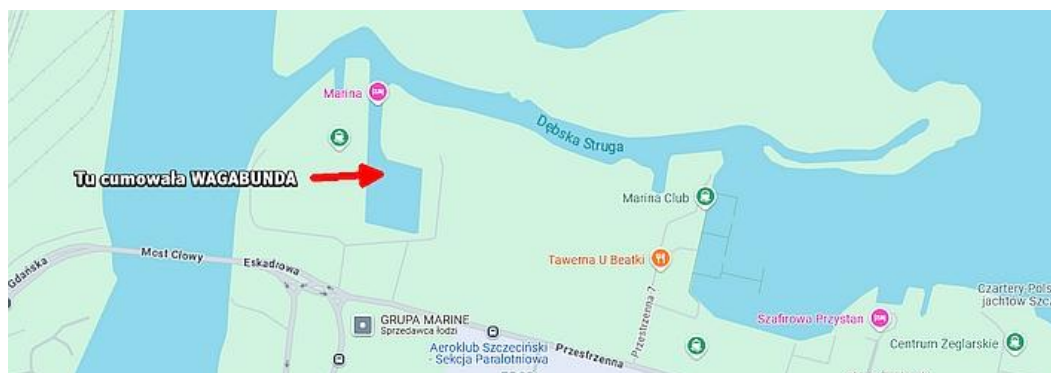 Marina
Dębska Struga
Tu cumowała WAGABUNDA
Marina Club
Most Cłowy
Eskadrowa
Gdańska
Tawerna U Beatki
Przestrzenna 7
Czartery-Pols
jachtów Szc
GRUPA MARINE
Sprzedawca łodzi
Szafirowa Przystań
Aeroklub Szczeciński
- Sekcja Paralotniowa
Przestrzenna
Centrum Żeglarskie